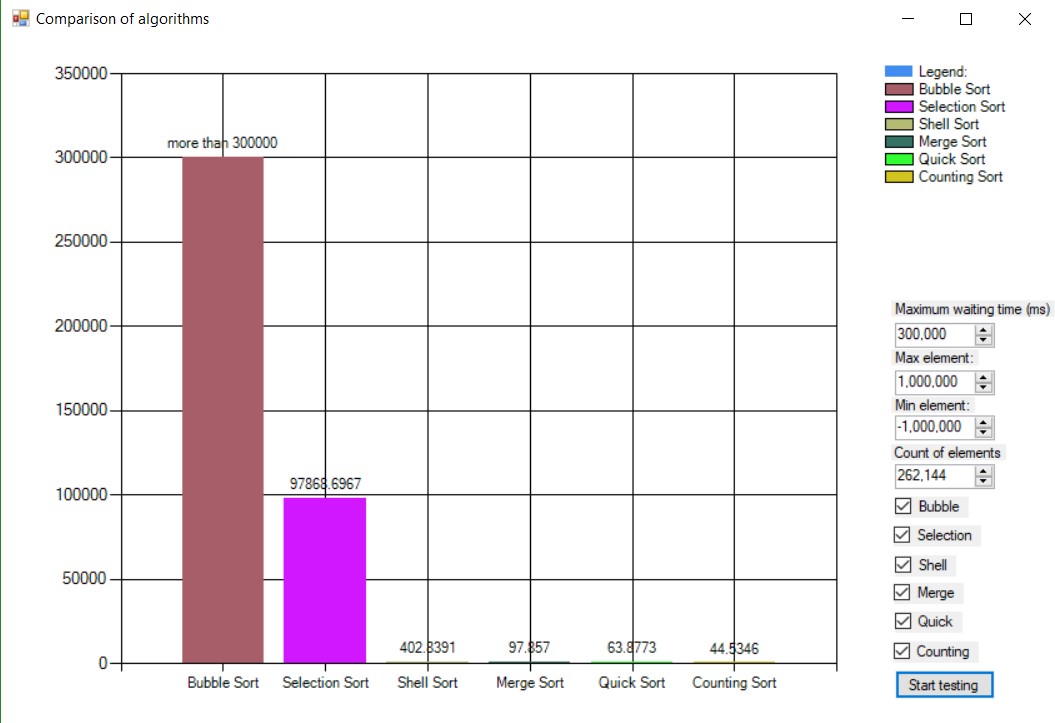 Comparison of algorithms
350000
300000
250000
200000
150000
100000
50000
0
more than 300000
97868.6967
402.8391
97.857
63.8773
44.5346
Bubble Sort
Selection Sort
Shell Sort
Merge Sort
Quick Sort
Counting Sort
Legend:
Bubble Sort
Selection Sort
Shell Sort
Merge Sort
Quick Sort
Counting Sort
Maximum waiting time (ms)
300,000
Max element:
1,000,000
Min element:
-1,000,000
Count of elements
262,144
Bubble
Selection
Shell
Merge
Quick
Counting
Start testing